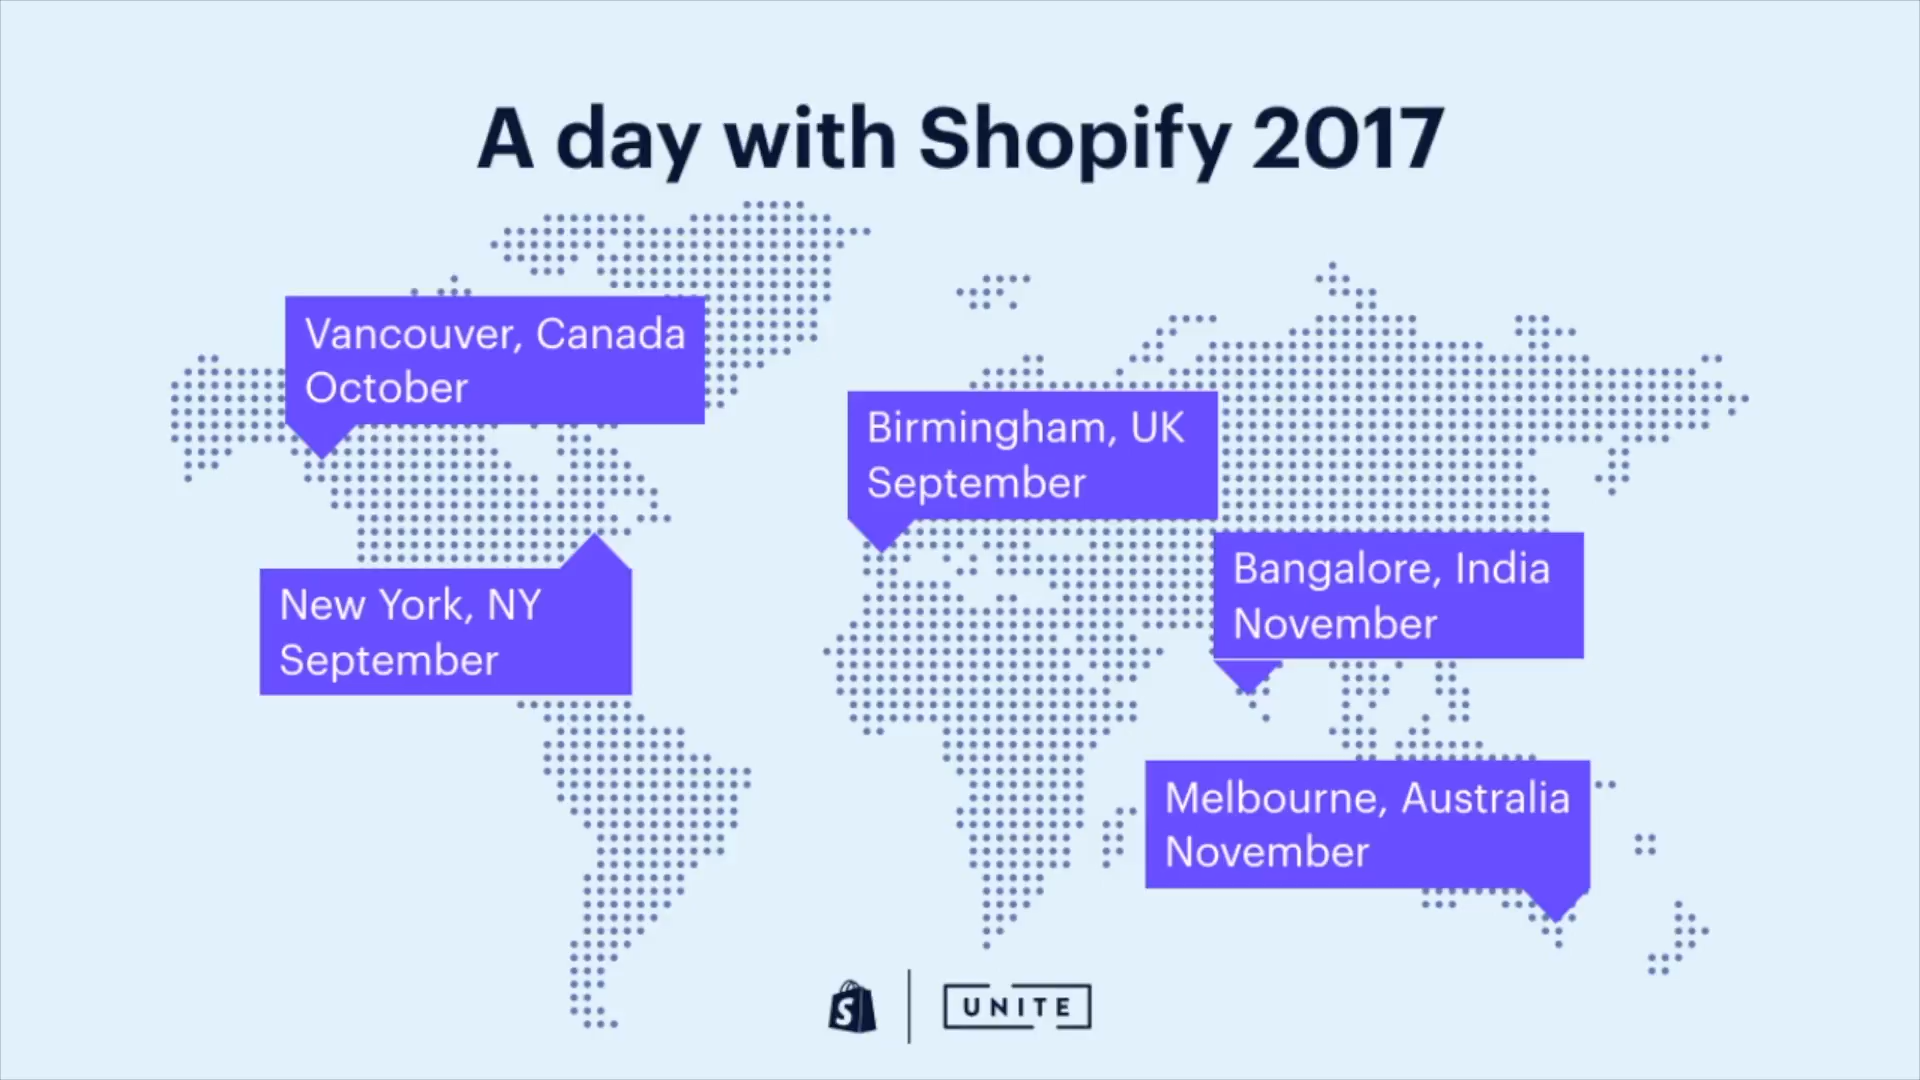 A day with Shopify 2017
Vancouver, Canada
October
Birmingham, UK
September
Bangalore, India
November
New York, NY
September
Melbourne, Australia
November
S
UNITE